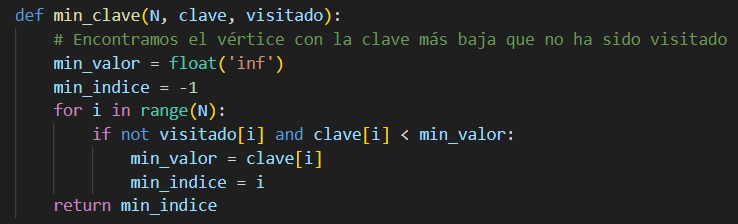 def min_clave(N, clave, visitado):
    # Encontramos el vértice con la clave más baja que no ha sido visitado
    min_valor = float('inf')
    min_indice = -1
    for i in range(N):
        if not visitado[i] and clave[i] < min_valor:
            min_valor = clave[i]
            min_indice = i
    return min_indice